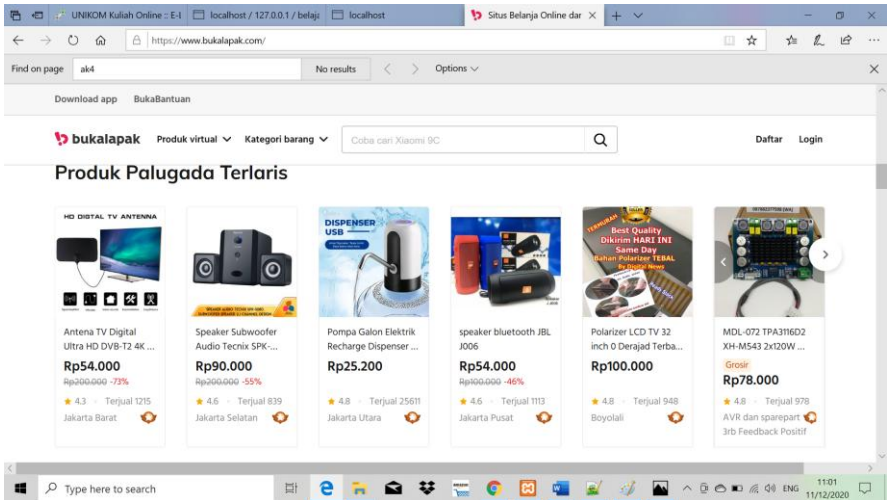 UNIKOM Kuliah Online :: E-l
localhost / 127.0.0.1 / belaja
localhost
Situs Belanja Online dar
https://www.bukalapak.com/
Find on page
ak4
No results
Options
Download app
BukaBantuan
bukalapak
Produk virtual
Kategori barang
Coba cari Xiaomi 9C
Daftar
Login
Produk Palugada Terlaris
HD DIGITAL TV ANTENNA
Antena TV Digital
Ultra HD DVB-T2 4K ...
Rp54.000
Rp200.000 -73%
4.3 · Terjual 1215
Jakarta Barat
Speaker Subwoofer
Audio Tecnix SPK-...
Rp90.000
Rp200.000 -55%
4.6 · Terjual 839
Jakarta Selatan
DISPENSER
USB
Pompa Galon Elektrik
Recharge Dispenser ...
Rp25.200
4.8 · Terjual 25611
Jakarta Utara
speaker bluetooth JBL
J006
Rp54.000
Rp100.000 -46%
4.6 · Terjual 1113
Jakarta Pusat
TERMURAH
Best Quality
Dikirim HARI INI
Same Day
Bahan Polarizer TEBAL
By Digital News
Polarizer LCD TV 32
inch 0 Derajad Terba...
Rp100.000
4.8 · Terjual 948
Boyolali
MDL-072 TPA3116D2
XH-M543 2x120W ...
Grosir
Rp78.000
4.8 · Terjual 978
AVR dan sparepart
3rb Feedback Positif
Type here to search
ENG
11:01
11/12/2020